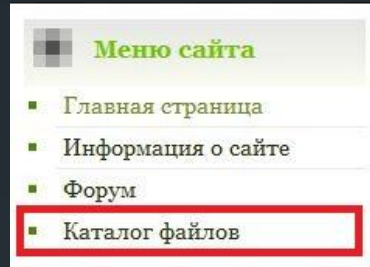 Меню сайта
Главная страница
Информация о сайте
Форум
Каталог файлов